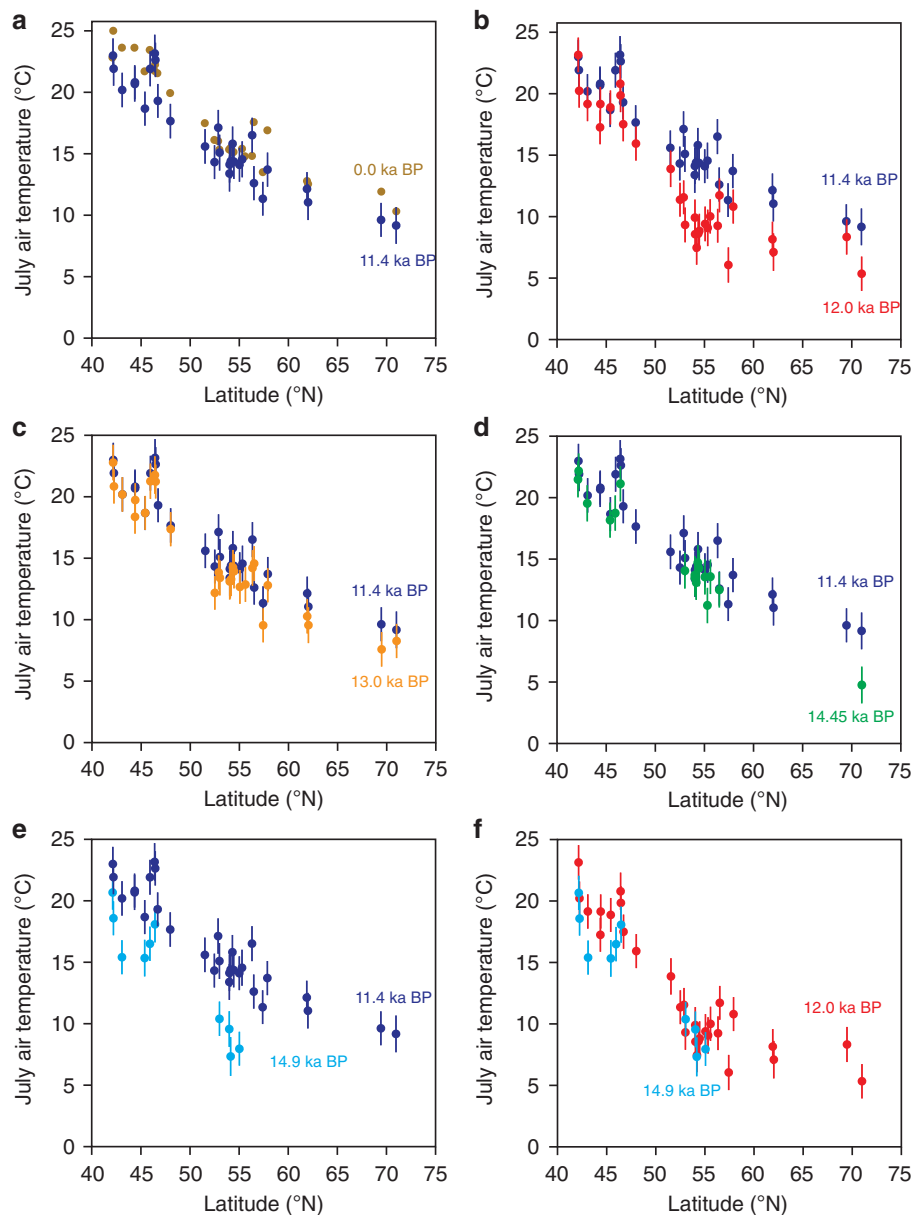 a
25
20
15
10
5
0
July air temperature (°C)
0.0 ka BP
11.4 ka BP
40 45 50 55 60 65 70 75
Latitude (°N)
b
25
20
15
10
5
0
July air temperature (°C)
11.4 ka BP
12.0 ka BP
40 45 50 55 60 65 70 75
Latitude (°N)
c
25
20
15
10
5
0
July air temperature (°C)
11.4 ka BP
13.0 ka BP
40 45 50 55 60 65 70 75
Latitude (°N)
d
25
20
15
10
5
0
July air temperature (°C)
11.4 ka BP
14.45 ka BP
40 45 50 55 60 65 70 75
Latitude (°N)
e
25
20
15
10
5
0
July air temperature (°C)
11.4 ka BP
14.9 ka BP
40 45 50 55 60 65 70 75
Latitude (°N)
f
25
20
15
10
5
0
July air temperature (°C)
12.0 ka BP
14.9 ka BP
40 45 50 55 60 65 70 75
Latitude (°N)